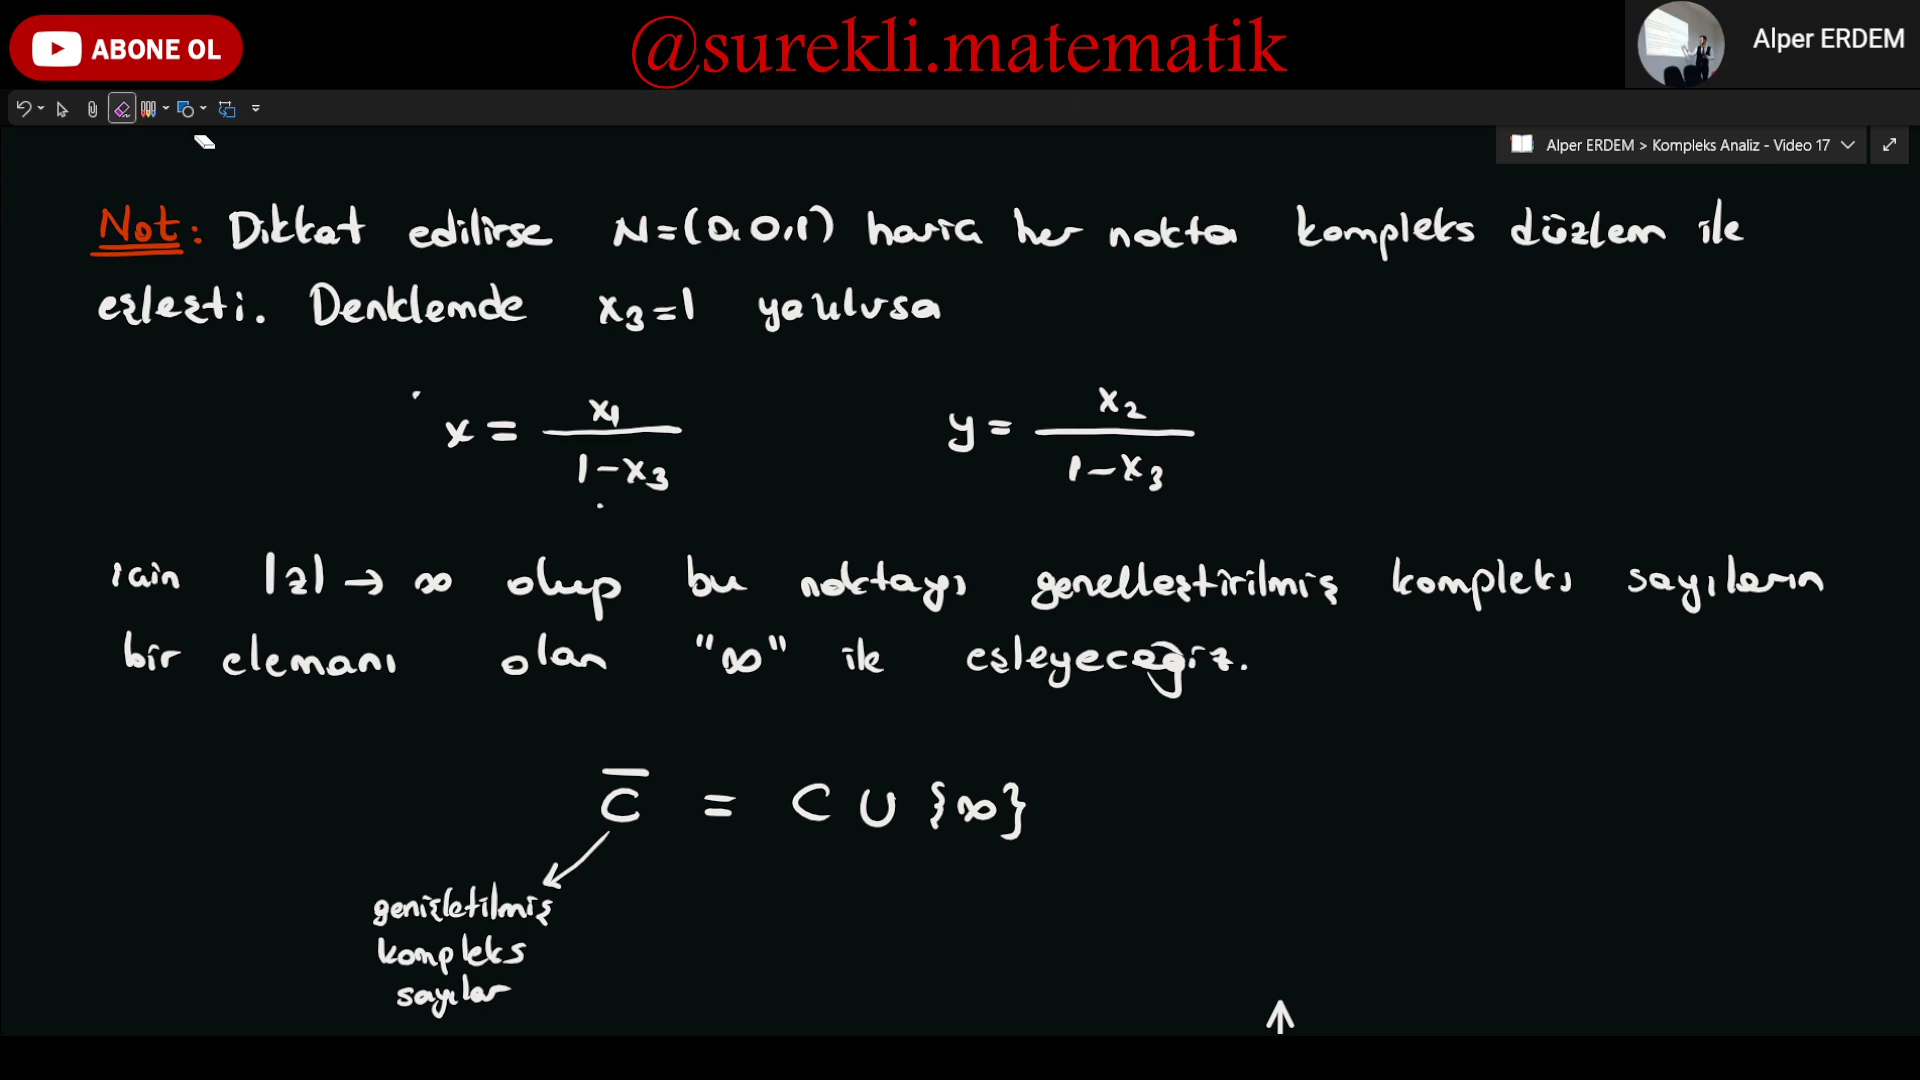 ABONE OL
@surekli.matematik
Alper ERDEM
Alper ERDEM > Kompleks Analiz - Video 17
Not: Dikkat edilirse N=(0,0,1) hariç her nokta kompleks düzlem ile
eşleşti. Denklemde x₃=1 yazılırsa
x = x₁ / (1-x₃) y = x₂ / (1-x₃)
için |z| → ∞ olup bu noktayı genelleştirilmiş kompleks sayıların
bir elemanı olan "∞" ile eşleyeceğiz.
C̅ = C ∪ {∞}
genişletilmiş
kompleks
sayılar